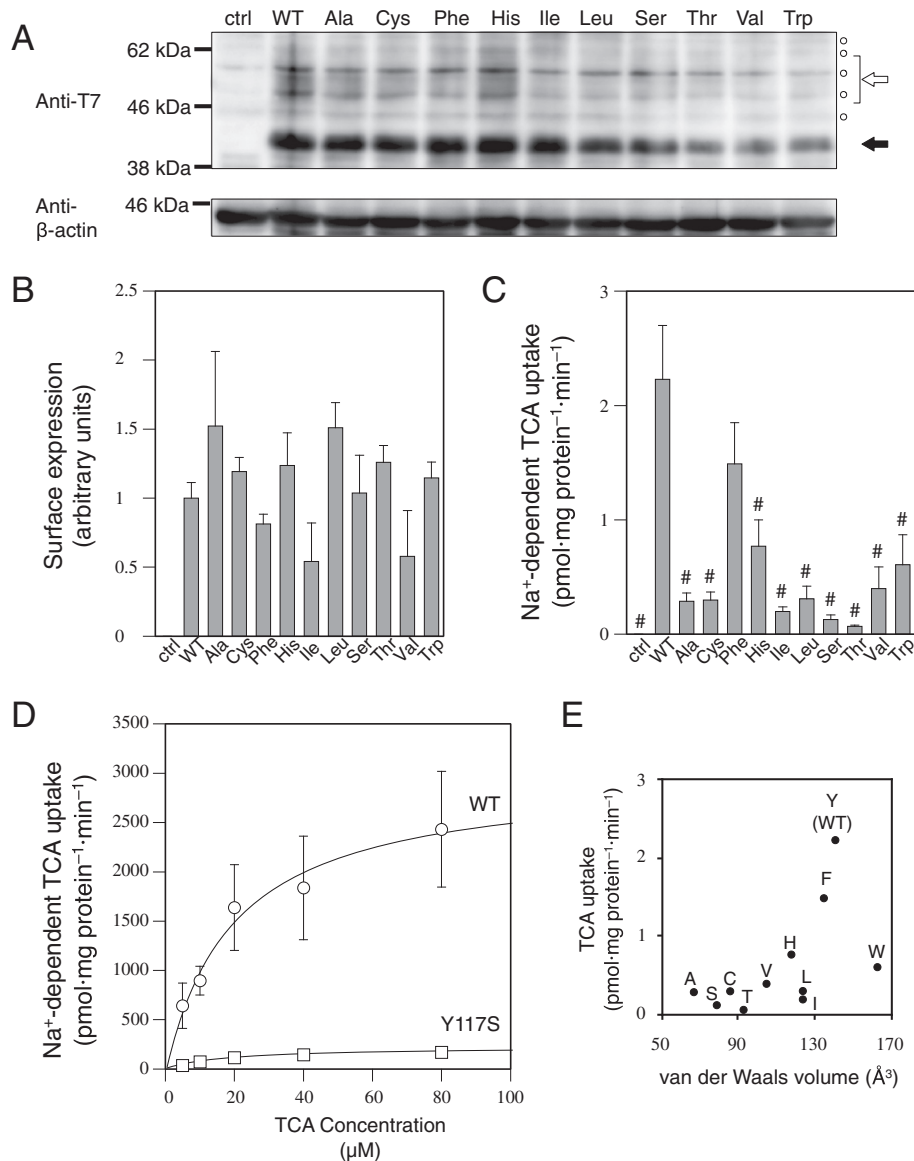 A
ctrl WT Ala Cys Phe His Ile Leu Ser Thr Val Trp
62 kDa
Anti-T7
46 kDa
38 kDa
46 kDa
Anti-
β-actin
B
Surface expression
(arbitrary units)
2.5
2
1.5
1
0.5
0
ctrl WT Ala Cys Phe His Ile Leu Ser Thr Val Trp
C
Na⁺-dependent TCA uptake
(pmol·mg protein⁻¹·min⁻¹)
3
2
1
0
# # # # # # # # # #
ctrl WT Ala Cys Phe His Ile Leu Ser Thr Val Trp
D
Na⁺-dependent TCA uptake
(pmol·mg protein⁻¹·min⁻¹)
3500
3000
2500
2000
1500
1000
500
0
WT
Y117S
0 20 40 60 80 100
TCA Concentration
(µM)
E
TCA uptake
(pmol·mg protein⁻¹·min⁻¹)
3
2
1
0
Y
(WT)
F
H
W
A
S
C
T
V
L
I
50 90 130 170
van der Waals volume (Å³)